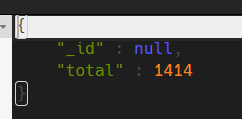 {
"_id" : null,
"total" : 1414
}